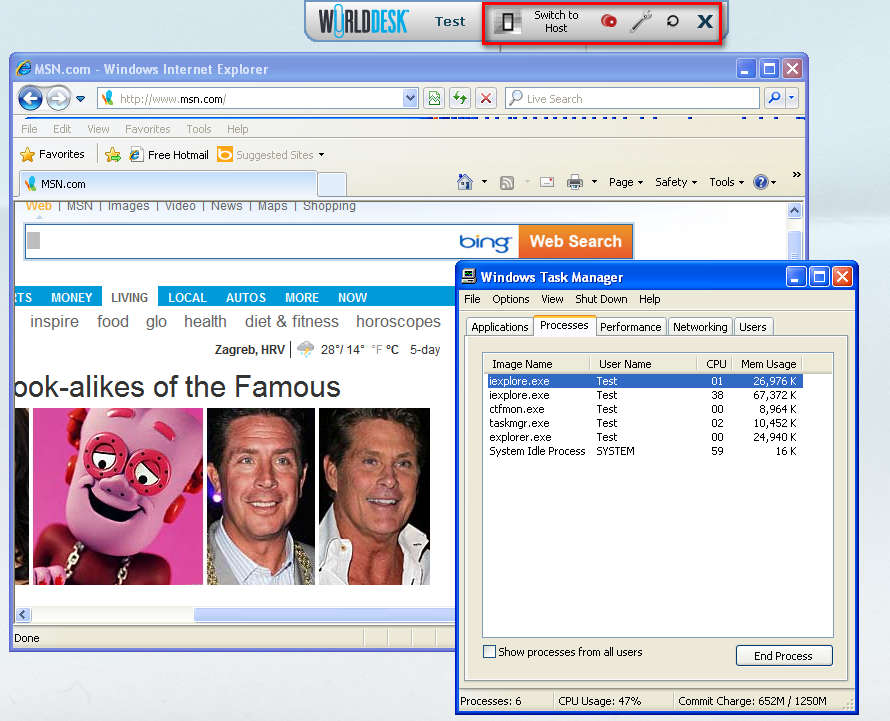 WORLDDESK Test Switch to
Host
MSN.com - Windows Internet Explorer
http://www.msn.com/ Live Search
File Edit View Favorites Tools Help
Favorites Free Hotmail Suggested Sites
MSN.com Page Safety Tools »
Web | MSN | Images | Video | News | Maps | Shopping
bing Web Search
RTS MONEY LIVING LOCAL AUTOS MORE NOW
inspire food glo health diet & fitness horoscopes
Zagreb, HRV | 28°/ 14° °F °C 5-day
ook-alikes of the Famous
Done
Windows Task Manager
File Options View Shut Down Help
Applications Processes Performance Networking Users
Image Name User Name CPU Mem Usage
iexplore.exe Test 01 26,976 K
iexplore.exe Test 38 67,372 K
ctfmon.exe Test 00 8,964 K
taskmgr.exe Test 02 10,452 K
explorer.exe Test 00 24,940 K
System Idle Process SYSTEM 59 16 K
Show processes from all users
End Process
Processes: 6 CPU Usage: 47% Commit Charge: 652M / 1250M